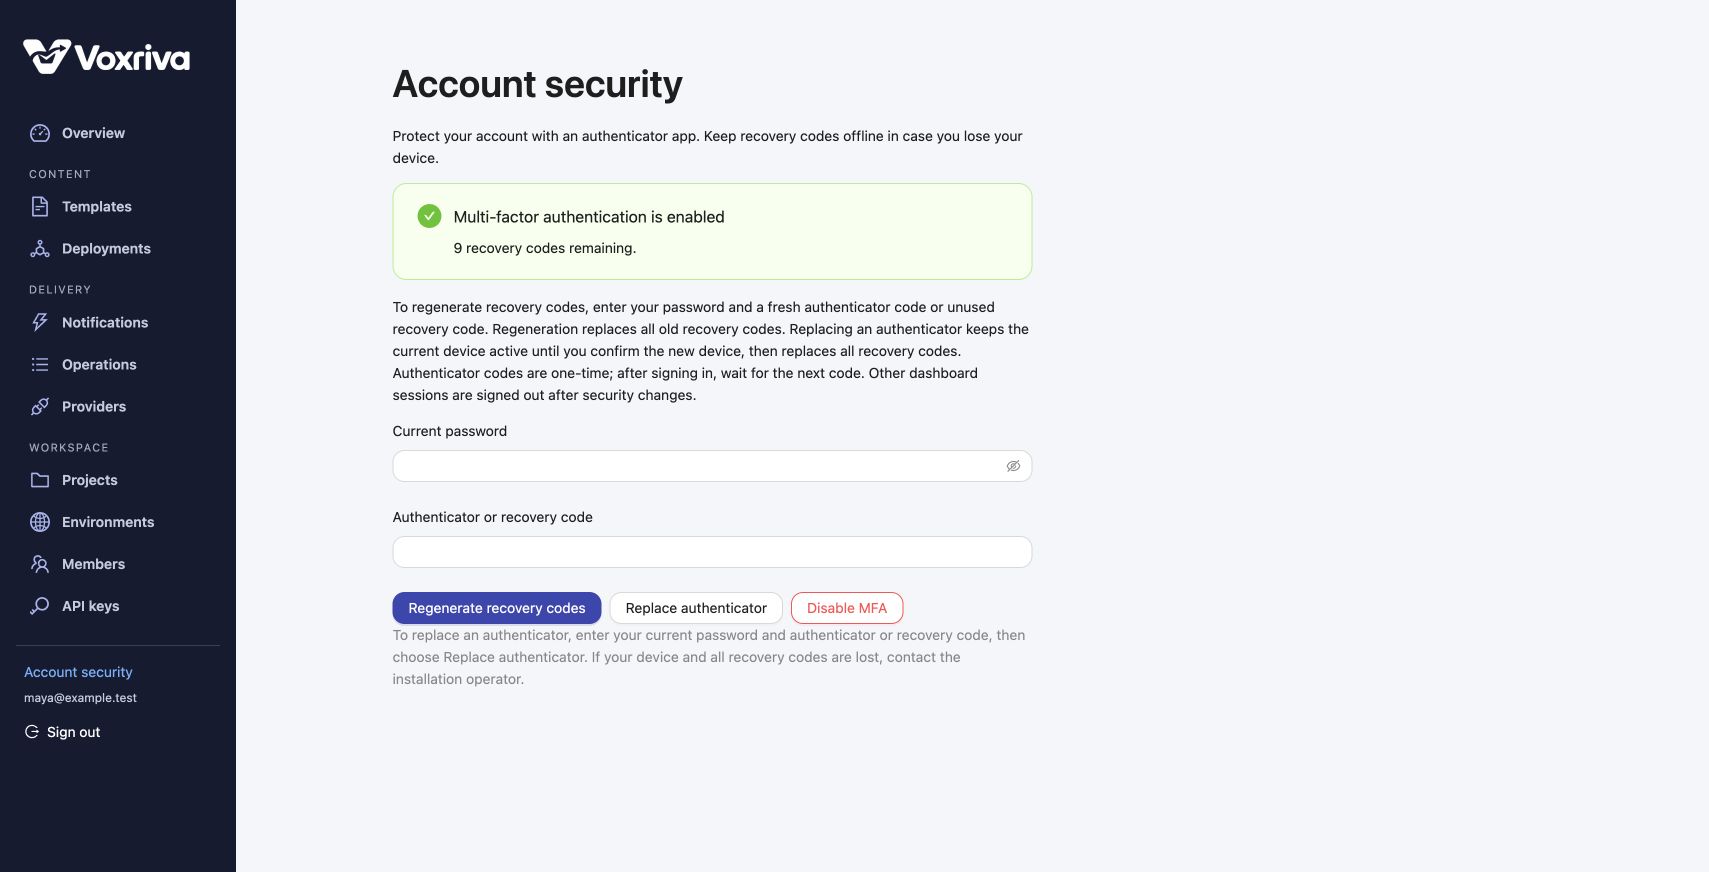 Voxriva
Overview
CONTENT
Templates
Deployments
DELIVERY
Notifications
Operations
Providers
WORKSPACE
Projects
Environments
Members
API keys
Account security
maya@example.test
Sign out
Account security
Protect your account with an authenticator app. Keep recovery codes offline in case you lose your
device.
Multi-factor authentication is enabled
9 recovery codes remaining.
To regenerate recovery codes, enter your password and a fresh authenticator code or unused
recovery code. Regeneration replaces all old recovery codes. Replacing an authenticator keeps the
current device active until you confirm the new device, then replaces all recovery codes.
Authenticator codes are one-time; after signing in, wait for the next code. Other dashboard
sessions are signed out after security changes.
Current password
Authenticator or recovery code
Regenerate recovery codes Replace authenticator Disable MFA
To replace an authenticator, enter your current password and authenticator or recovery code, then
choose Replace authenticator. If your device and all recovery codes are lost, contact the
installation operator.